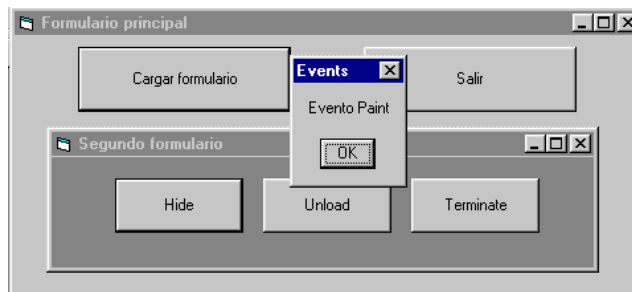 Formulario principal
Cargar formulario
Salir
Events
Evento Paint
OK
Segundo formulario
Hide
Unload
Terminate